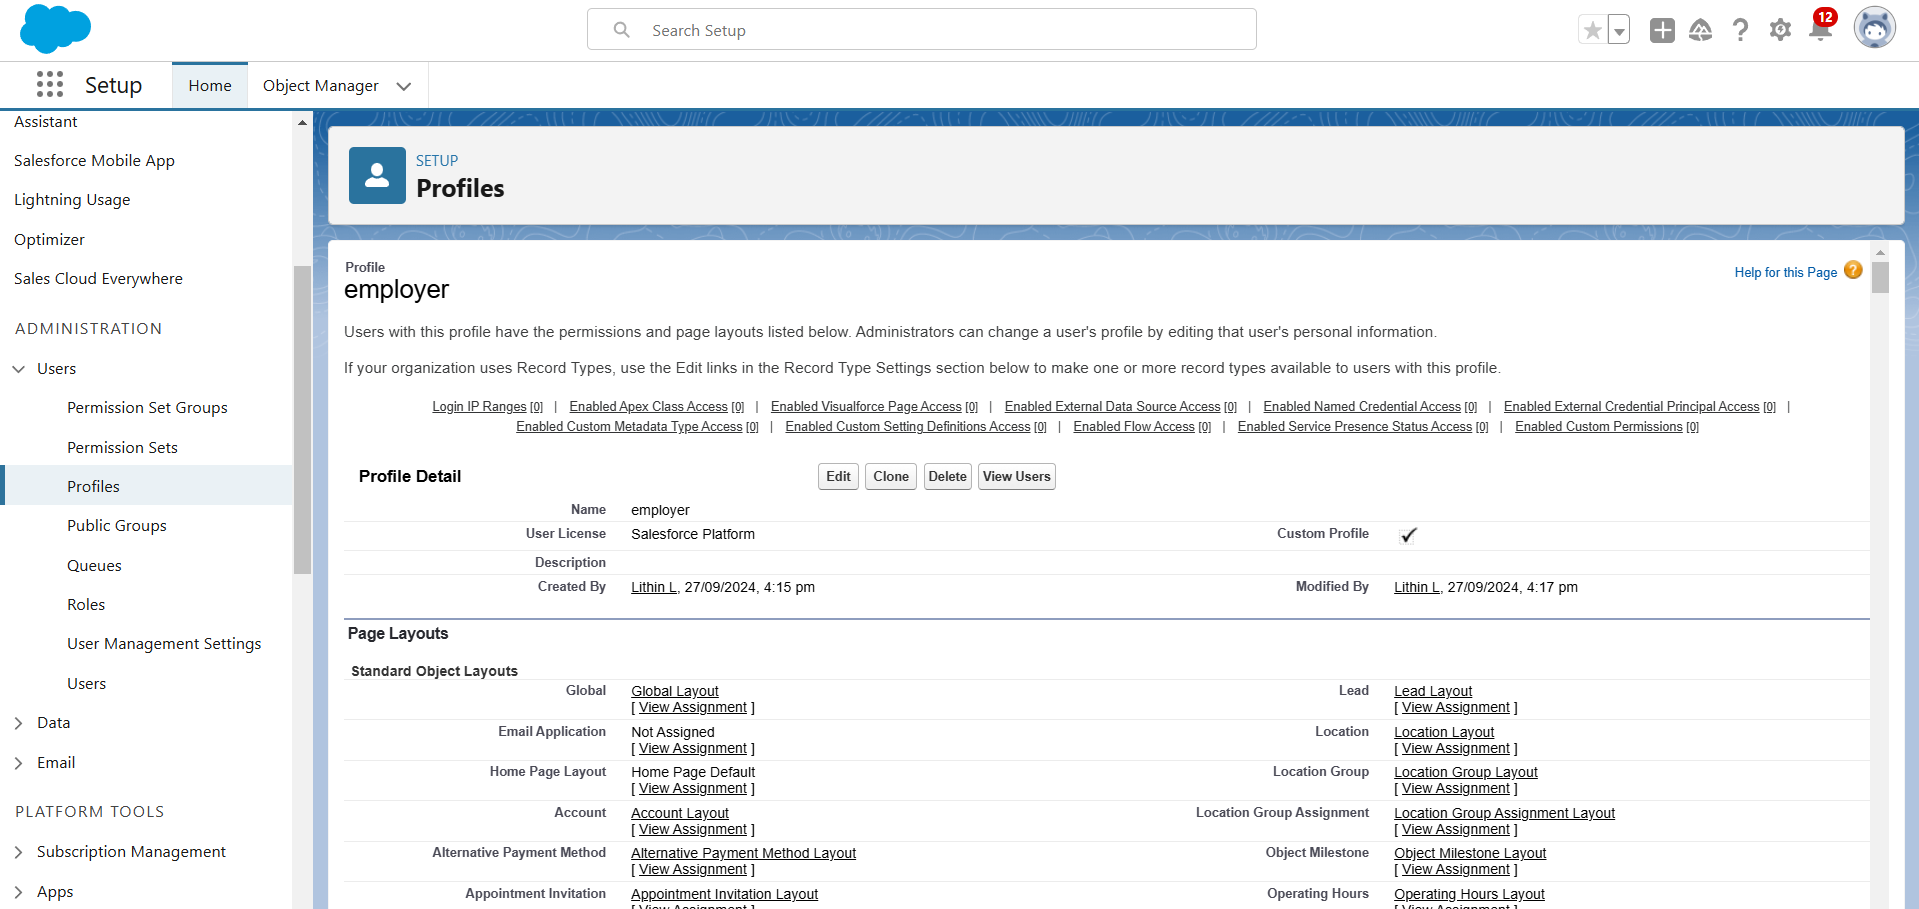 Search Setup
12
Setup
Home
Object Manager
Assistant
Salesforce Mobile App
Lightning Usage
Optimizer
Sales Cloud Everywhere
ADMINISTRATION
Users
Permission Set Groups
Permission Sets
Profiles
Public Groups
Queues
Roles
User Management Settings
Users
Data
Email
PLATFORM TOOLS
Subscription Management
Apps
SETUP
Profiles
Profile
employer
Help for this Page ?
Users with this profile have the permissions and page layouts listed below. Administrators can change a user's profile by editing that user's personal information.
If your organization uses Record Types, use the Edit links in the Record Type Settings section below to make one or more record types available to users with this profile.
Login IP Ranges [0] | Enabled Apex Class Access [0] | Enabled Visualforce Page Access [0] | Enabled External Data Source Access [0] | Enabled Named Credential Access [0] | Enabled External Credential Principal Access [0] |
Enabled Custom Metadata Type Access [0] | Enabled Custom Setting Definitions Access [0] | Enabled Flow Access [0] | Enabled Service Presence Status Access [0] | Enabled Custom Permissions [0]
Profile Detail Edit Clone Delete View Users
Name employer
User License Salesforce Platform Custom Profile
Description
Created By Lithin L, 27/09/2024, 4:15 pm Modified By Lithin L, 27/09/2024, 4:17 pm
Page Layouts
Standard Object Layouts
Global Global Layout Lead Lead Layout
[ View Assignment ] [ View Assignment ]
Email Application Not Assigned Location Location Layout
[ View Assignment ] [ View Assignment ]
Home Page Layout Home Page Default Location Group Location Group Layout
[ View Assignment ] [ View Assignment ]
Account Account Layout Location Group Assignment Location Group Assignment Layout
[ View Assignment ] [ View Assignment ]
Alternative Payment Method Alternative Payment Method Layout Object Milestone Object Milestone Layout
[ View Assignment ] [ View Assignment ]
Appointment Invitation Appointment Invitation Layout Operating Hours Operating Hours Layout
[ View Assignment ] [ View Assignment ]